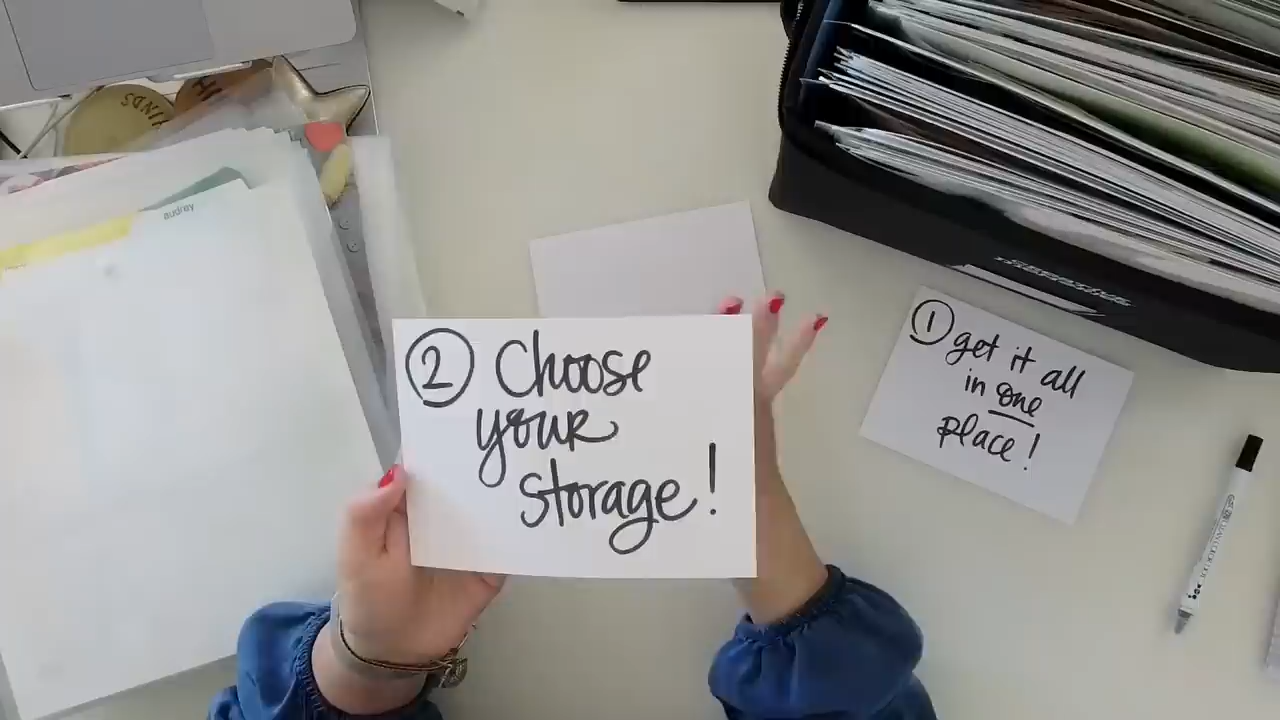 audrey
② Choose
your
storage!
① get it all
in one
place!